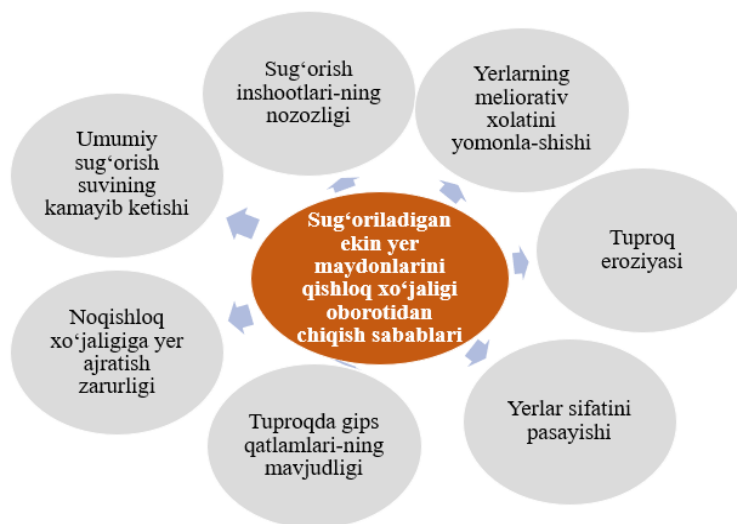 Sug‘orish
inshootlari-ning
nozozligi
Yerlarning
meliorativ
xolatini
yomonla-shishi
Umumiy
sug‘orish
suvining
kamayib ketishi
Sug‘oriladigan
ekin yer
maydonlarini
qishloq xo‘jaligi
oborotidan
chiqish sabablari
Tuproq
eroziyasi
Noqishloq
xo‘jaligiga yer
ajratish
zarurligi
Yerlar sifatini
pasayishi
Tuproqda gips
qatlamlari-ning
mavjudligi